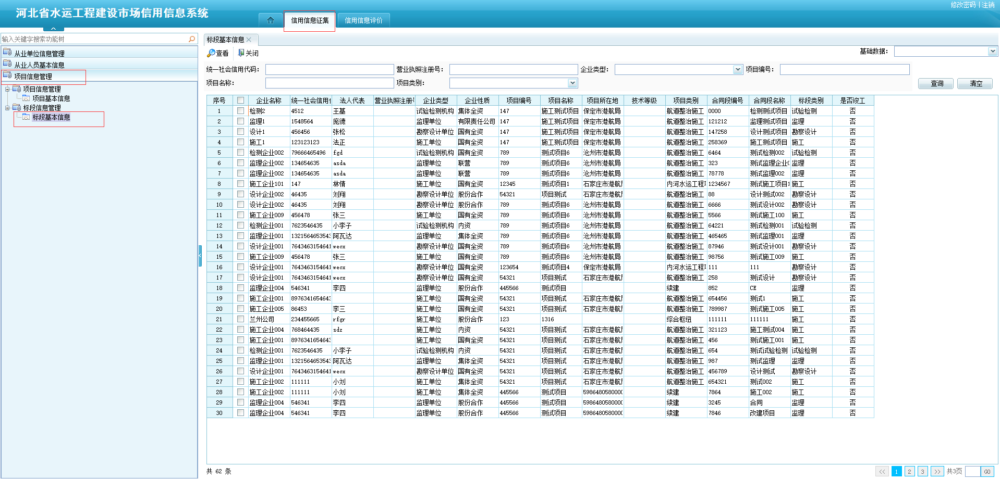 修改密码 | 注销
河北省水运工程建设市场信用信息系统
信用信息征集 信用信息评价
输入关键字搜索功能树
从业单位信息管理
从业人员基本信息
项目信息管理
项目信息管理
项目基本信息
标段信息管理
标段基本信息
标段基本信息
查看 关闭 基础数据:
统一社会信用代码: 营业执照注册号: 企业类型: 项目编号:
项目名称: 项目类别: 查询 清空
序号 企业名称 统一社会信用代 法人代表 营业执照注册号 企业类型 企业性质 项目编号 项目名称 项目所在地 技术等级 项目类别 合同段编号 合同段名称 标段类别 是否竣工
1 检测2 4512 王基 试验检测机构 集体全资 147 施工测试项目 保定市港航局 航道整治施工 0000 检测测试项目 试验检测 否
2 监理1 1548564 庞德 监理单位 有限责任公司 147 施工测试项目 保定市港航局 航道整治施工 121212 监理测试项目 监理 否
3 设计1 456456 张松 勘察设计单位 国有全资 147 施工测试项目 保定市港航局 航道整治施工 147258 设计测试项目 勘察设计 否
4 施工1 123123123 法正 施工单位 国有全资 147 施工测试项目 保定市港航局 航道整治施工 258369 施工测试项目 施工 否
5 检测企业002 79666465496 fgd 试验检测机构 国有全资 789 测试项目6 沧州市港航局 航道整治施工 6464 测试检测002 试验检测 否
6 监理企业002 134654635 asda 监理单位 联营 789 测试项目6 沧州市港航局 航道整治施工 323 测试监理企业0 监理 否
7 监理企业002 134654635 asda 监理单位 联营 789 测试项目6 沧州市港航局 航道整治施工 78778 测试监理002 监理 否
8 施工企业101 147 林情 施工单位 国有全资 12345 测试项目1 石家庄市港航局 内河水运工程项 1234567 测试施工项目1 施工 否
9 设计企业002 46435 刘翔 勘察设计单位 股份合作 54321 项目测试 石家庄市港航局 航道整治施工 88 设计测试002 勘察设计 否
10 设计企业002 46435 刘翔 勘察设计单位 股份合作 789 测试项目6 沧州市港航局 航道整治施工 6666 测试设计002 勘察设计 否
11 施工企业009 456478 张三 施工单位 国有全资 789 测试项目6 沧州市港航局 航道整治施工 5566 测试施工100 施工 否
12 检测企业001 7623546435 小李子 试验检测机构 内资 789 测试项目6 沧州市港航局 航道整治施工 64221 测试检测001 试验检测 否
13 监理企业001 1321564653543 阿瓦达 监理单位 集体全资 789 测试项目6 沧州市港航局 航道整治施工 465465 测试监理001 监理 否
14 设计企业001 7643463154641 wecx 勘察设计单位 国有全资 789 测试项目6 沧州市港航局 航道整治施工 87946 测试设计001 勘察设计 否
15 施工企业009 456478 张三 施工单位 国有全资 789 测试项目6 沧州市港航局 航道整治施工 98756 测试施工009 施工 否
16 设计企业001 7643463154641 wecx 勘察设计单位 国有全资 123654 测试项目4 保定市港航局 内河水运工程项 111 111 勘察设计 否
17 设计企业001 7643463154641 wecx 勘察设计单位 国有全资 54321 项目测试 石家庄市港航局 航道整治施工 258 测试设计 勘察设计 否
18 监理企业004 546341 李四 监理单位 股份合作 445566 测试项目 续建 852 CE 监理 否
19 施工企业001 8976341654643 施工单位 国有全资 54321 项目测试 石家庄市港航局 航道整治施工 654456 测试1 施工 否
20 施工企业005 86453 李三 施工单位 国有全资 54321 项目测试 石家庄市港航局 航道整治施工 789987 测试施工005 施工 否
21 兰州公司 234455665 rfgr 施工单位 股份合作 123 1316 综合枢纽 111111 111111 施工 否
22 施工企业004 768464435 sdz 施工单位 内资 54321 项目测试 石家庄市港航局 航道整治施工 321123 施工测试004 施工 否
23 施工企业001 8976341654643 施工单位 国有全资 54321 项目测试 石家庄市港航局 航道整治施工 456 测试施工001 施工 否
24 检测企业001 7623546435 小李子 试验检测机构 内资 54321 项目测试 石家庄市港航局 航道整治施工 654 测试试验检测 试验检测 否
25 监理企业001 1321564653543 阿瓦达 监理单位 集体全资 54321 项目测试 石家庄市港航局 航道整治施工 987 测试监理 监理 否
26 设计企业001 7643463154641 wecx 勘察设计单位 国有全资 54321 项目测试 石家庄市港航局 航道整治施工 456789 设计测试 勘察设计 否
27 施工企业002 111111 小刘 施工单位 集体全资 54321 项目测试 石家庄市港航局 航道整治施工 654321 测试002 施工 否
28 施工企业002 111111 小刘 施工单位 集体全资 445566 测试项目 5986480580000 续建 7864 施工002 施工 否
29 监理企业004 546341 李四 监理单位 股份合作 445566 测试项目 5986480580000 续建 3245 合同 监理 否
30 监理企业004 546341 李四 监理单位 股份合作 445566 测试项目 5986480580000 续建 7846 改建项目 监理 否
共 62 条 << 1 2 3 >> 共3页 GO